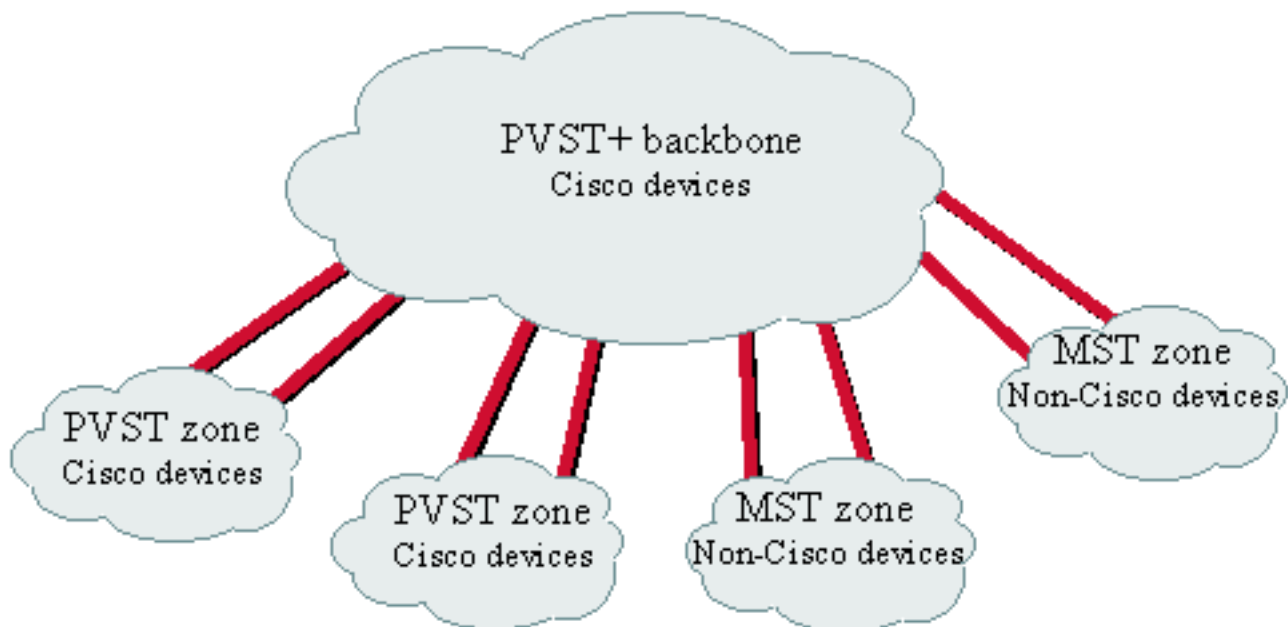 PVST+ backbone
Cisco devices
PVST zone
Cisco devices
PVST zone
Cisco devices
MST zone
Non-Cisco devices
MST zone
Non-Cisco devices